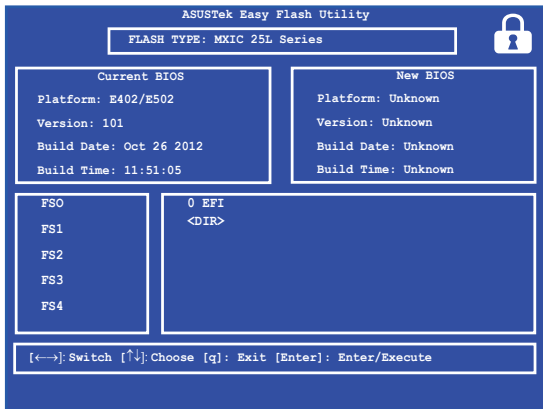 ASUSTek Easy Flash Utility
FLASH TYPE: MXIC 25L Series
Current BIOS
Platform: E402/E502
Version: 101
Build Date: Oct 26 2012
Build Time: 11:51:05
New BIOS
Platform: Unknown
Version: Unknown
Build Date: Unknown
Build Time: Unknown
FSO
FS1
FS2
FS3
FS4
0 EFI
<DIR>
[←→]: Switch [↑↓]: Choose [q]: Exit [Enter]: Enter/Execute